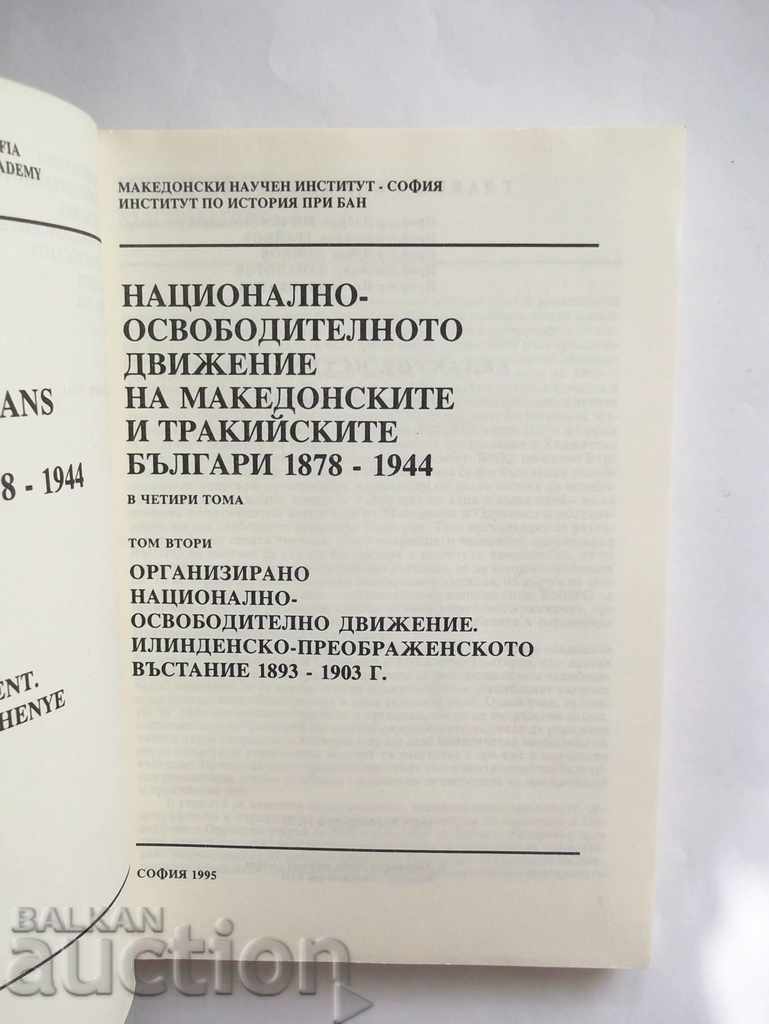 FIA
ADEMY
ANS
8 - 1944
ENT.
HENYE
МАКЕДОНСКИ НАУЧЕН ИНСТИТУТ - СОФИЯ
ИНСТИТУТ ПО ИСТОРИЯ ПРИ БАН
НАЦИОНАЛНО-
ОСВОБОДИТЕЛНОТО
ДВИЖЕНИЕ
НА МАКЕДОНСКИТЕ
И ТРАКИЙСКИТЕ
БЪЛГАРИ 1878 - 1944
В ЧЕТИРИ ТОМА
ТОМ ВТОРИ
ОРГАНИЗИРАНО
НАЦИОНАЛНО-
ОСВОБОДИТЕЛНО ДВИЖЕНИЕ.
ИЛИНДЕНСКО-ПРЕОБРАЖЕНСКОТО
ВЪСТАНИЕ 1893 - 1903 Г.
СОФИЯ 1995
BALKAN
auction